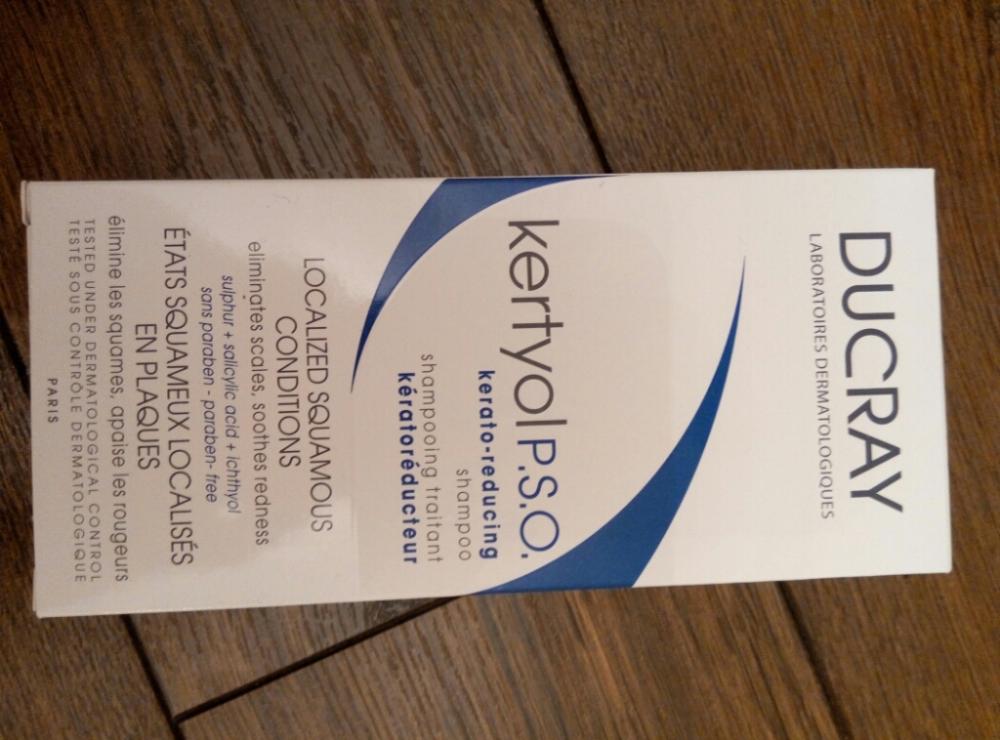 DUCRAY
LABORATOIRES DERMATOLOGIQUES
kertyol P.S.O.
kerato-reducing
shampoo
shampooing traitant
kératoréducteur
LOCALIZED SQUAMOUS
CONDITIONS
eliminates scales, soothes redness
sulphur + salicylic acid + ichthyol
sans paraben - paraben- free
ÉTATS SQUAMEUX LOCALISÉS
EN PLAQUES
élimine les squames, apaise les rougeurs
TESTED UNDER DERMATOLOGICAL CONTROL
TESTÉ SOUS CONTRÔLE DERMATOLOGIQUE
PARIS